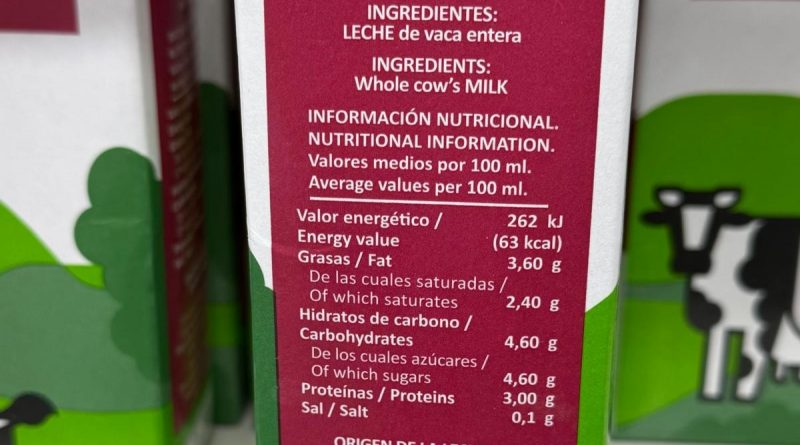 INGREDIENTES:
LECHE de vaca entera
INGREDIENTS:
Whole cow's MILK
INFORMACIÓN NUTRICIONAL.
NUTRITIONAL INFORMATION.
Valores medios por 100 ml.
Average values per 100 ml.
Valor energético / 262 kJ
Energy value (63 kcal)
Grasas / Fat 3,60 g
De las cuales saturadas /
Of which saturates 2,40 g
Hidratos de carbono /
Carbohydrates 4,60 g
De los cuales azúcares /
Of which sugars 4,60 g
Proteínas / Proteins 3,00 g
Sal / Salt 0,1 g
ORIGEN DE LA